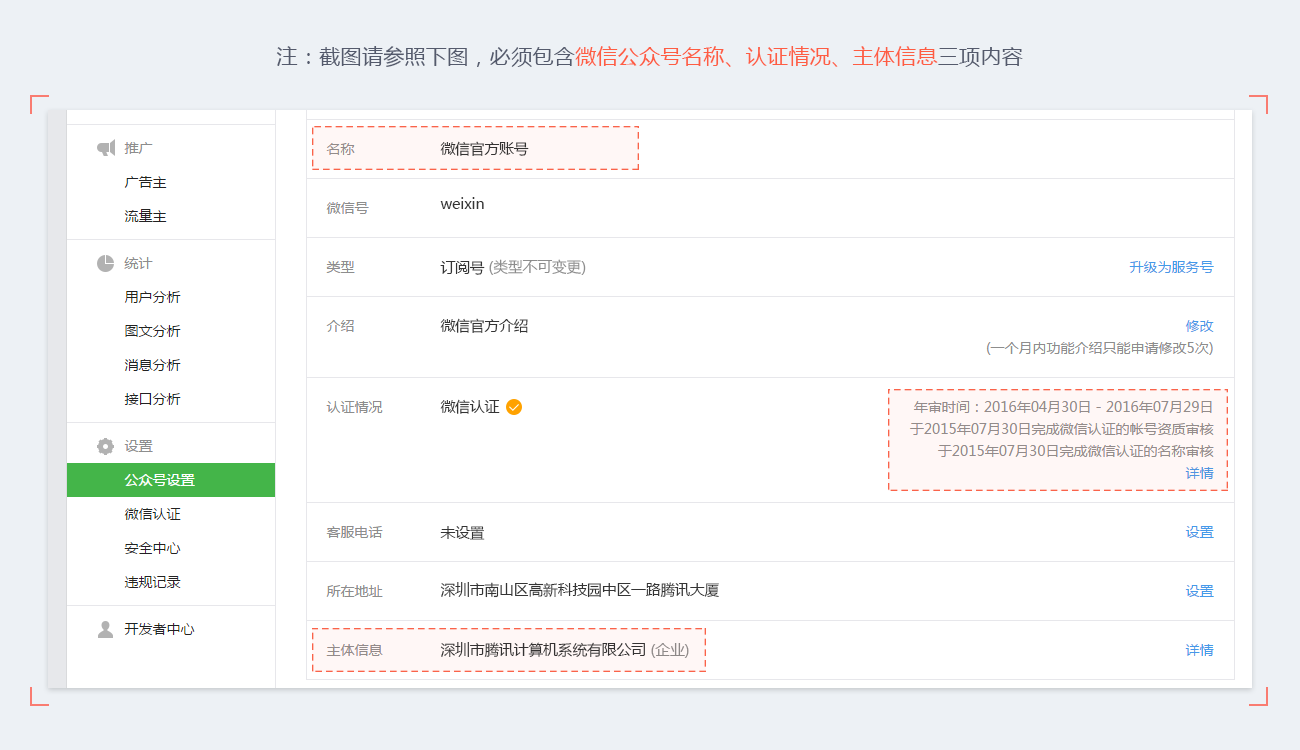 注：截图请参照下图，必须包含微信公众号名称、认证情况、主体信息三项内容
推广
广告主
流量主
统计
用户分析
图文分析
消息分析
接口分析
设置
公众号设置
微信认证
安全中心
违规记录
开发者中心
名称 微信官方账号
微信号 weixin
类型 订阅号 (类型不可变更) 升级为服务号
介绍 微信官方介绍 修改
(一个月内功能介绍只能申请修改5次)
认证情况 微信认证 年审时间：2016年04月30日 - 2016年07月29日
于2015年07月30日完成微信认证的帐号资质审核
于2015年07月30日完成微信认证的名称审核
详情
客服电话 未设置 设置
所在地址 深圳市南山区高新科技园中区一路腾讯大厦 设置
主体信息 深圳市腾讯计算机系统有限公司 (企业) 详情